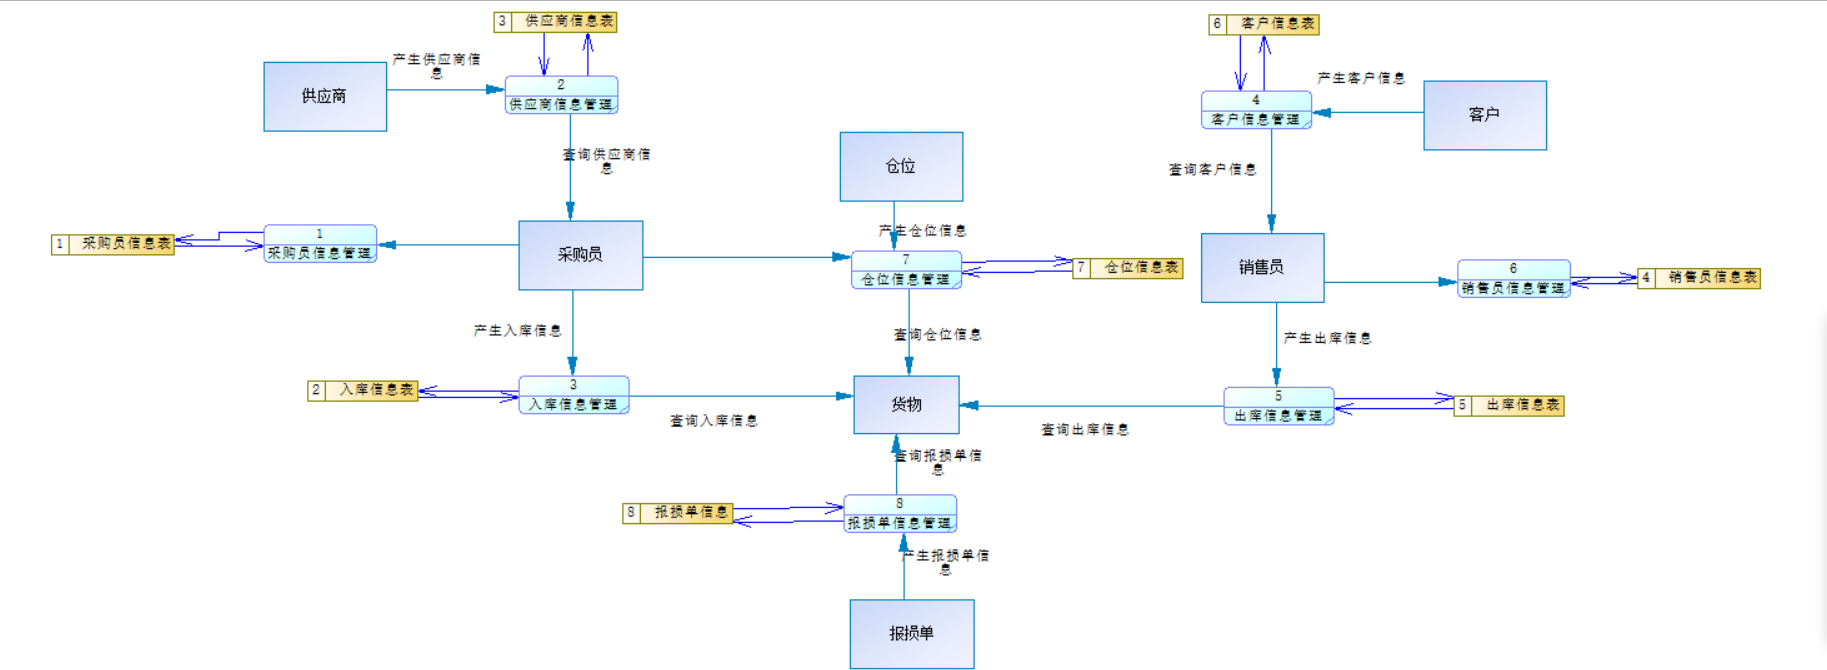 3 供应商信息表
6 客户信息表
产生供应商信
息
产生客户信息
供应商
2
供应商信息管理
4
客户信息管理
客户
查询供应商信
息
仓位
查询客户信息
产生仓位信息
1 采购员信息表
1
采购员信息管理
采购员
7
仓位信息管理
7 仓位信息表
销售员
6
销售员信息管理
4 销售员信息表
产生入库信息
查询仓位信息
产生出库信息
2 入库信息表
3
入库信息管理
查询入库信息
货物
查询出库信息
5
出库信息管理
5 出库信息表
查询报损单信
息
8 报损单信息
8
报损单信息管理
产生报损单信
息
报损单